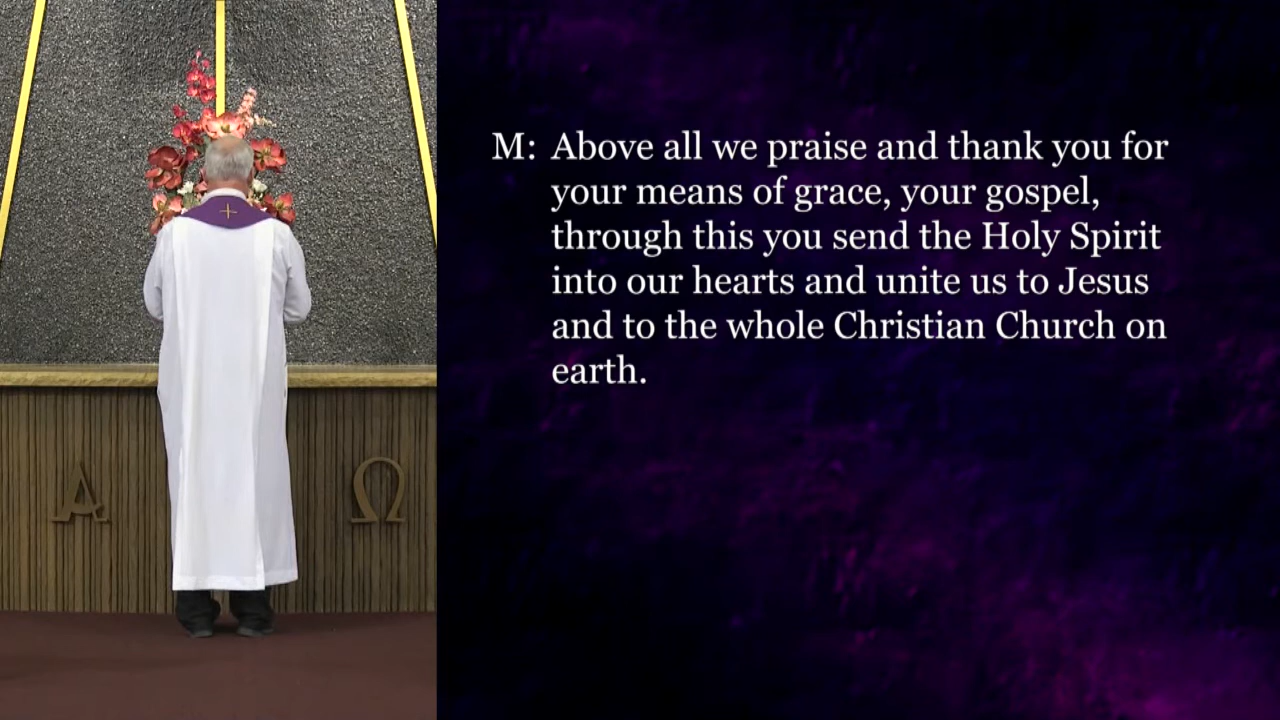 M: Above all we praise and thank you for
your means of grace, your gospel,
through this you send the Holy Spirit
into our hearts and unite us to Jesus
and to the whole Christian Church on
earth.
Α Ω